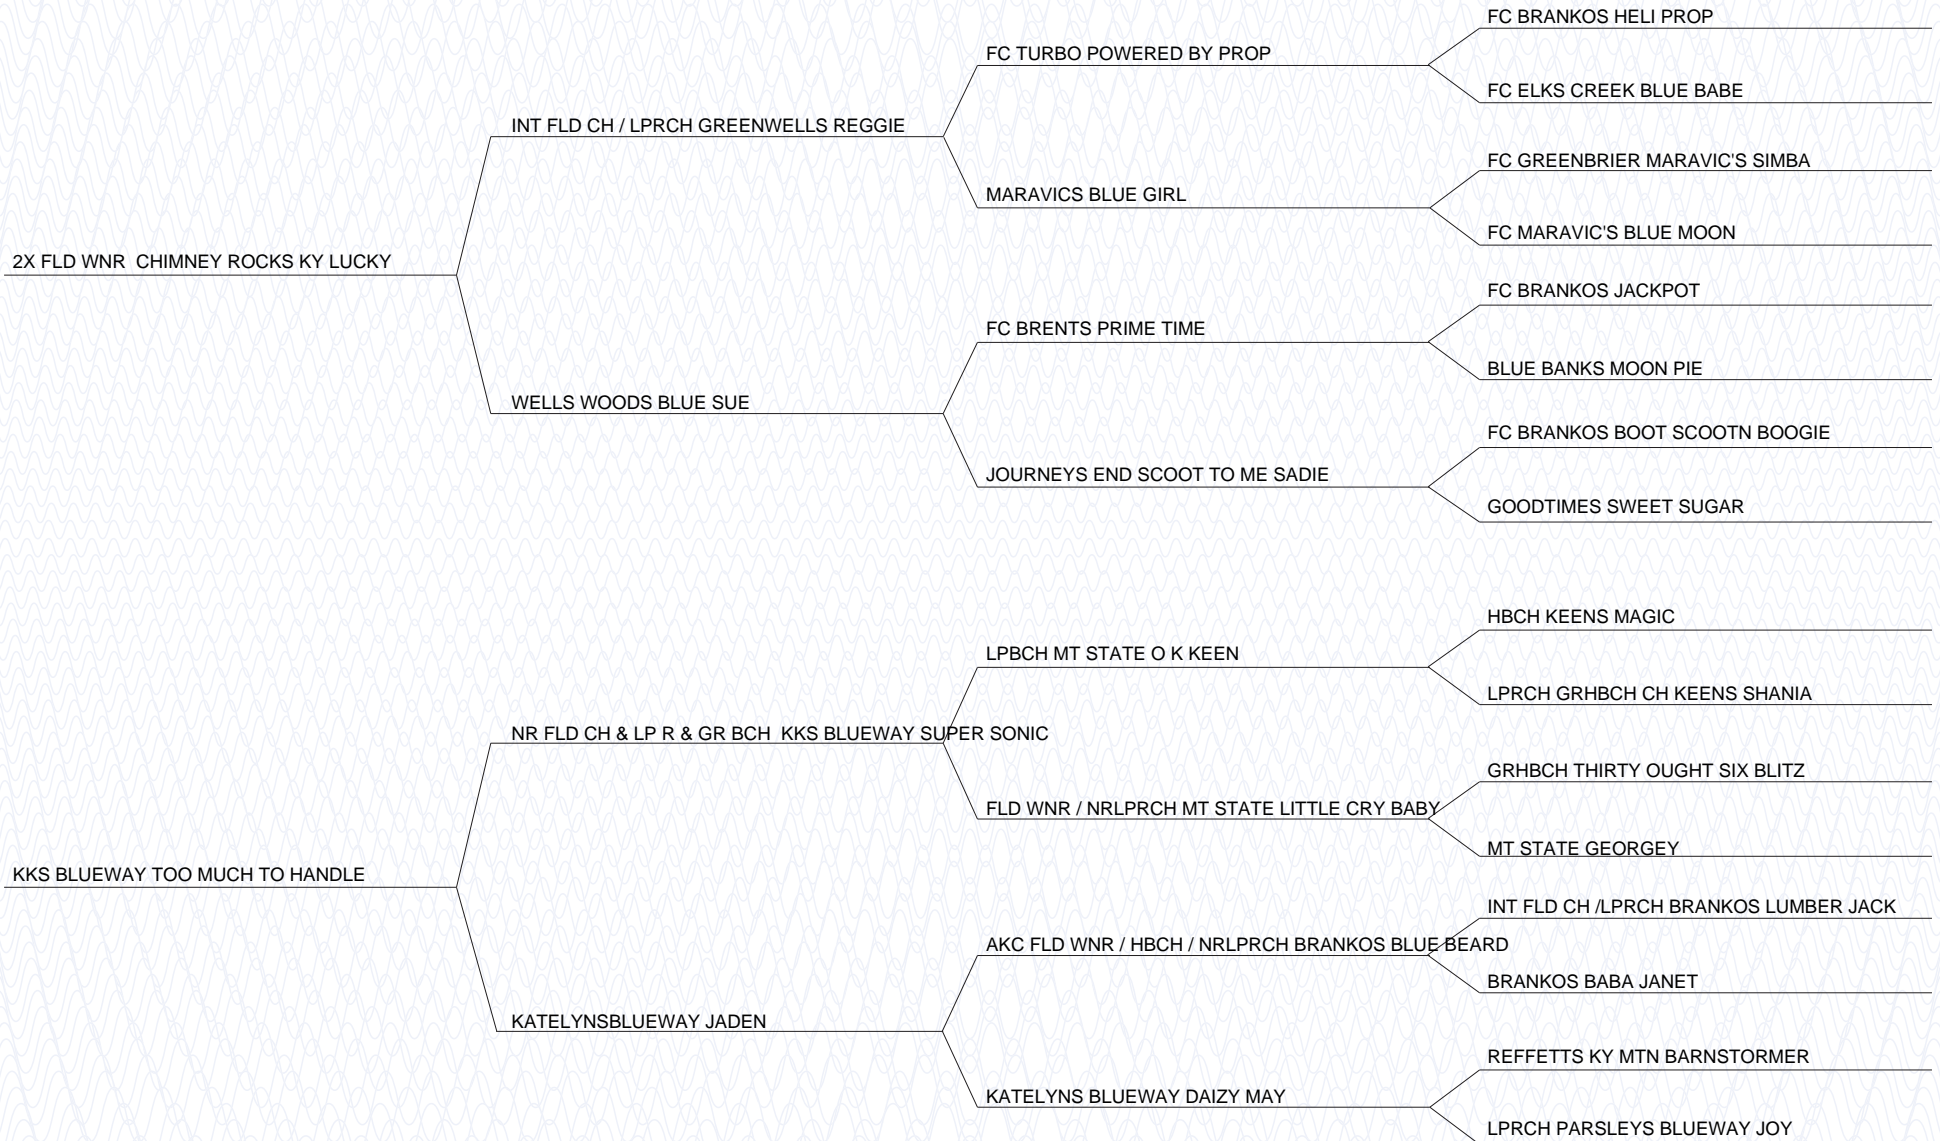 FC BRANKOS HELI PROP
FC TURBO POWERED BY PROP
FC ELKS CREEK BLUE BABE
INT FLD CH / LPRCH GREENWELLS REGGIE
FC GREENBRIER MARAVIC'S SIMBA
MARAVICS BLUE GIRL
FC MARAVIC'S BLUE MOON
2X FLD WNR  CHIMNEY ROCKS KY LUCKY
FC BRANKOS JACKPOT
FC BRENTS PRIME TIME
BLUE BANKS MOON PIE
WELLS WOODS BLUE SUE
FC BRANKOS BOOT SCOOTN BOOGIE
JOURNEYS END SCOOT TO ME SADIE
GOODTIMES SWEET SUGAR
HBCH KEENS MAGIC
LPBCH MT STATE O K KEEN
LPRCH GRHBCH CH KEENS SHANIA
NR FLD CH & LP R & GR BCH  KKS BLUEWAY SUPER SONIC
GRHBCH THIRTY OUGHT SIX BLITZ
FLD WNR / NRLPRCH MT STATE LITTLE CRY BABY
MT STATE GEORGEY
KKS BLUEWAY TOO MUCH TO HANDLE
INT FLD CH /LPRCH BRANKOS LUMBER JACK
AKC FLD WNR / HBCH / NRLPRCH BRANKOS BLUE BEARD
BRANKOS BABA JANET
KATELYNSBLUEWAY JADEN
REFFETTS KY MTN BARNSTORMER
KATELYNS BLUEWAY DAIZY MAY
LPRCH PARSLEYS BLUEWAY JOY